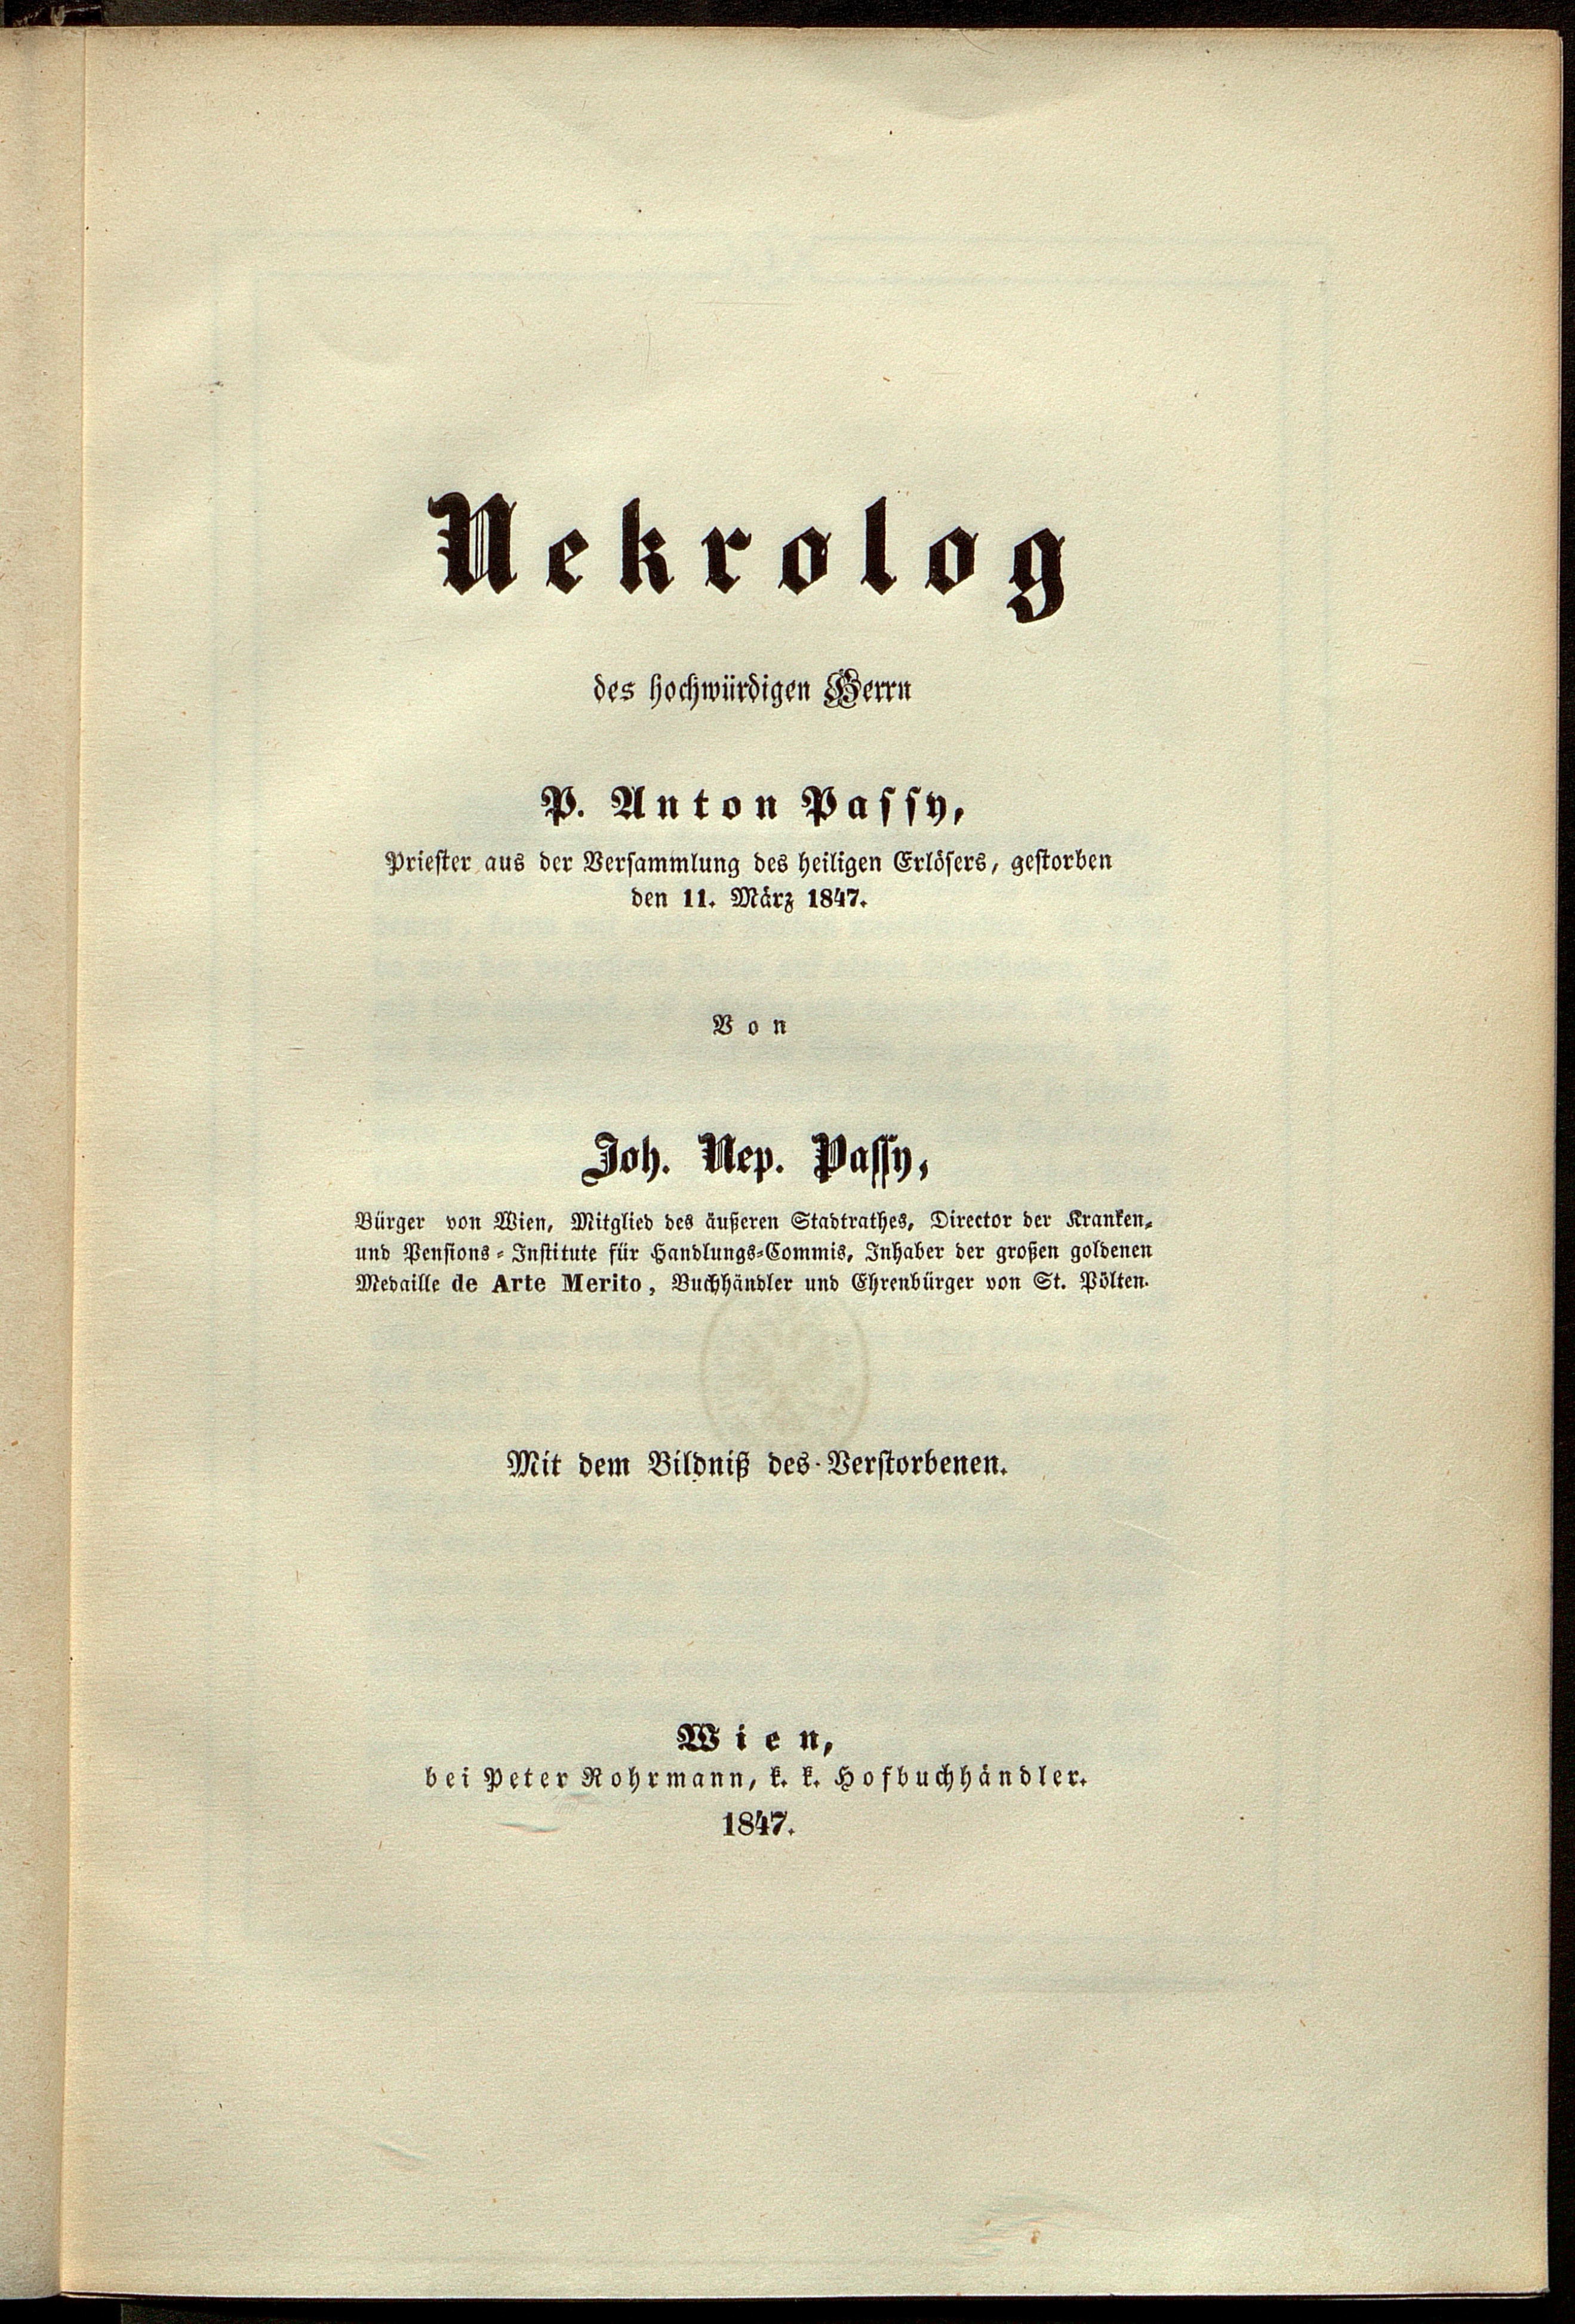 Nekrolog
des hochwürdigen Herrn
P. Anton Passy,
Priester aus der Versammlung des heiligen Erlösers, gestorben
den 11. März 1847.
Von
Joh. Nep. Passy,
Bürger von Wien, Mitglied des äußeren Stadtrathes, Director der Kranken-
und Pensions-Institute für Handlungs-Commis, Inhaber der großen goldenen
Medaille de Arte Merito, Buchhändler und Ehrenbürger von St. Pölten.
Mit dem Bildniß des Verstorbenen.
Wien,
bei Peter Rohrmann, k. k. Hofbuchhändler.
1847.